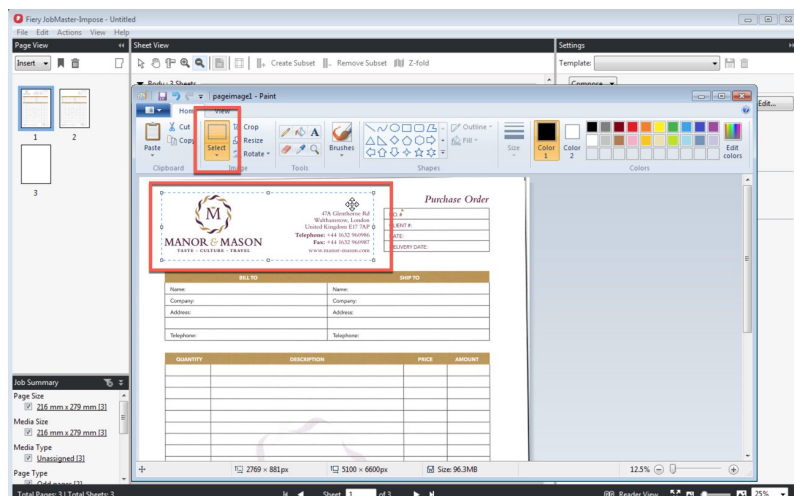 Fiery JobMaster-Impose - Untitled
File Edit Actions View Help
Page View
Sheet View
Settings
Insert
Create Subset
Remove Subset
Z-fold
Template:
Body: 3 Sheets
Compose
Edit...
pageimage1 - Paint
Home View
Cut
Copy
Paste
Clipboard
Select
Crop
Resize
Rotate
Image
Tools
Brushes
Shapes
Outline
Fill
Size
Color 1
Color 2
Edit colors
Colors
1
2
3
MANOR & MASON
TASTE · CULTURE · TRAVEL
47A Glenthorne Rd
Walthamstow, London
United Kingdom E17 7AP
Telephone: +44 1632 960986
Fax: +44 1632 960987
www.manor-mason.com
Purchase Order
P.O. #
CLIENT #:
DATE:
DELIVERY DATE:
BILL TO SHIP TO
Name: Name:
Company: Company:
Address: Address:
Telephone: Telephone:
QUANTITY DESCRIPTION PRICE AMOUNT
Job Summary
Page Size
216 mm x 279 mm [3]
Media Size
216 mm x 279 mm [3]
Media Type
Unassigned [3]
Page Type
Odd pages [3]
2769 × 881px
5100 × 6600px
Size: 96.3MB
12.5%
Total Pages: 3 | Total Sheets: 3
Sheet 1 of 3
Reader View
25%